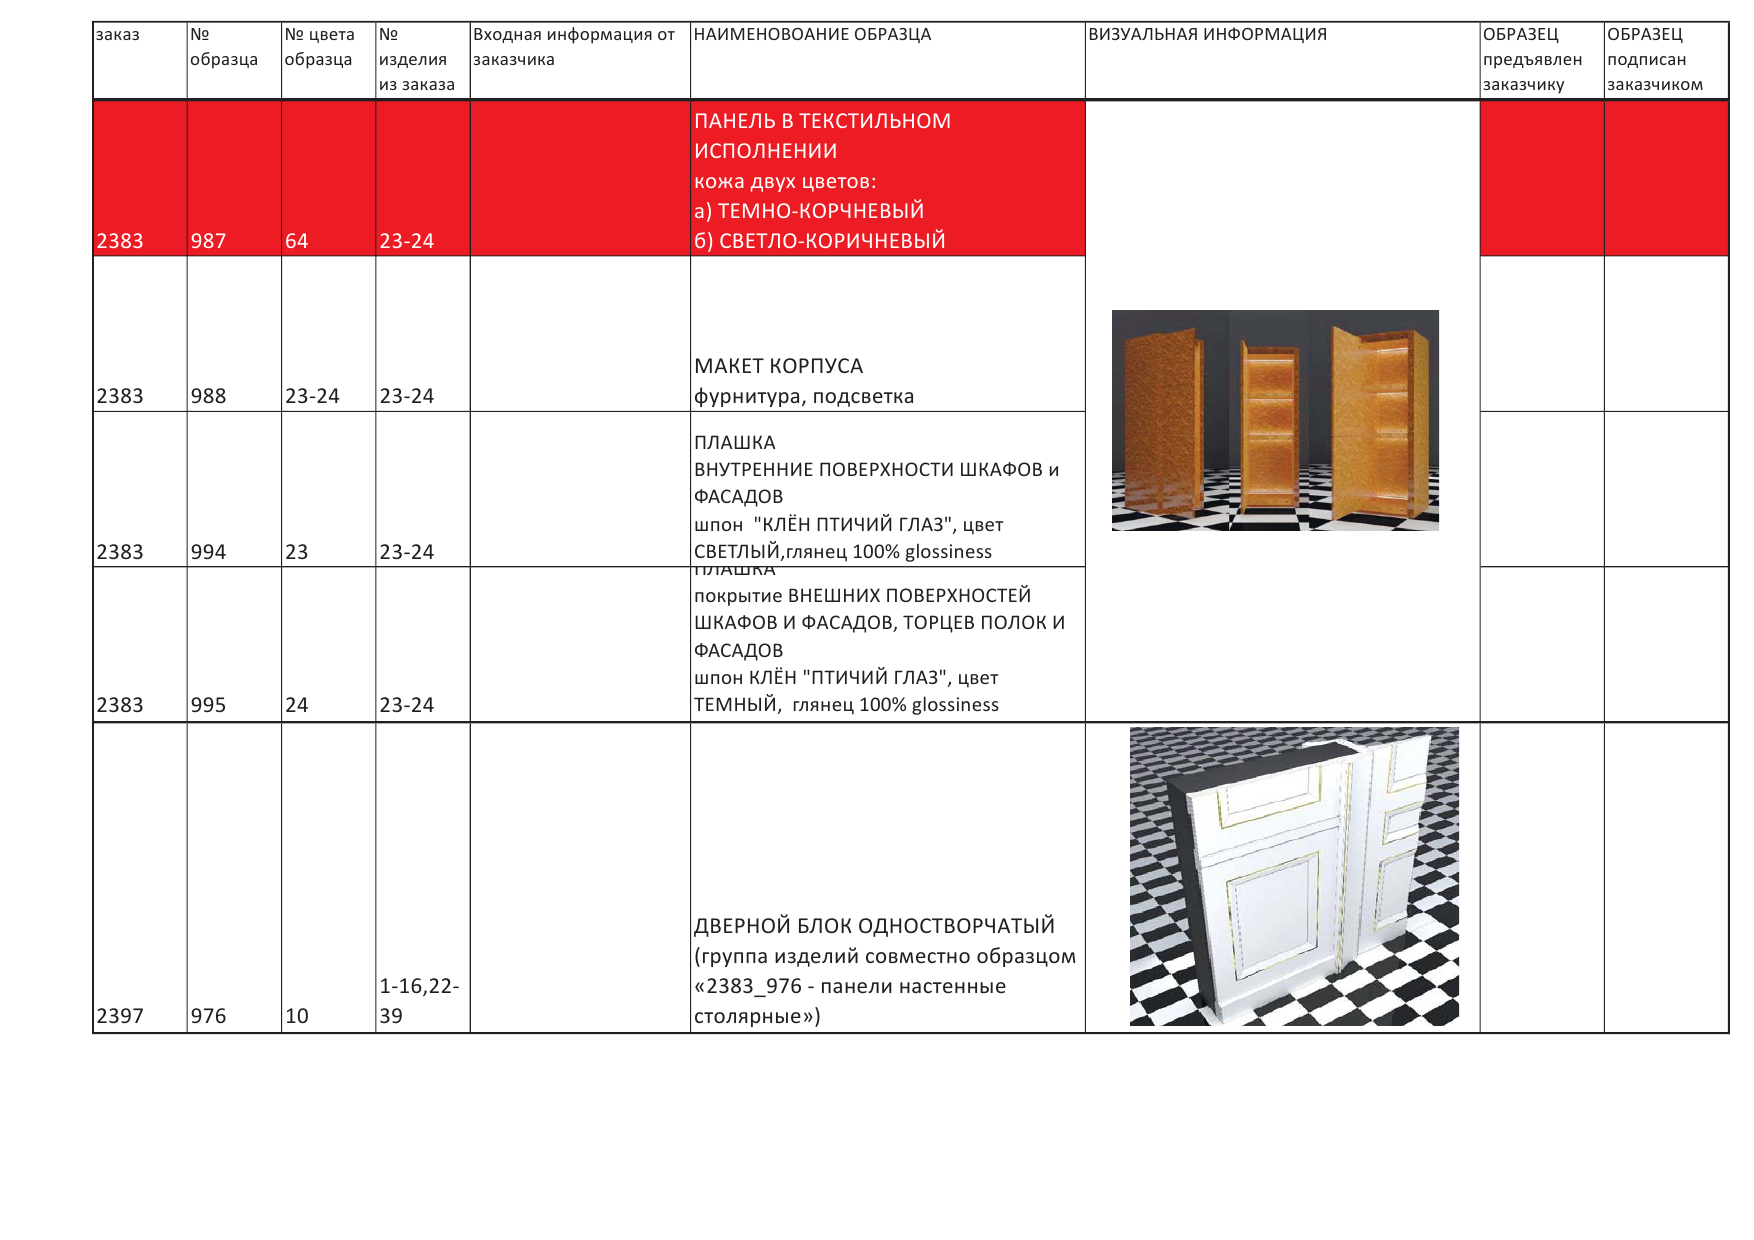 заказ
№
образца
№ цвета
образца
№
изделия
из заказа
Входная информация от
заказчика
НАИМЕНОВОАНИЕ ОБРАЗЦА
ВИЗУАЛЬНАЯ ИНФОРМАЦИЯ
ОБРАЗЕЦ
предъявлен
заказчику
ОБРАЗЕЦ
подписан
заказчиком
2383
987
64
23-24
ПАНЕЛЬ В ТЕКСТИЛЬНОМ
ИСПОЛНЕНИИ
кожа двух цветов:
а) ТЕМНО-КОРЧНЕВЫЙ
б) СВЕТЛО-КОРИЧНЕВЫЙ
2383
988
23-24
23-24
МАКЕТ КОРПУСА
фурнитура, подсветка
2383
994
23
23-24
ПЛАШКА
ВНУТРЕННИЕ ПОВЕРХНОСТИ ШКАФОВ и
ФАСАДОВ
шпон  "КЛЁН ПТИЧИЙ ГЛАЗ", цвет
СВЕТЛЫЙ,глянец 100% glossiness
2383
995
24
23-24
ПЛАШКА
покрытие ВНЕШНИХ ПОВЕРХНОСТЕЙ
ШКАФОВ И ФАСАДОВ, ТОРЦЕВ ПОЛОК И
ФАСАДОВ
шпон КЛЁН "ПТИЧИЙ ГЛАЗ", цвет
ТЕМНЫЙ,  глянец 100% glossiness
2397
976
10
1-16,22-
39
ДВЕРНОЙ БЛОК ОДНОСТВОРЧАТЫЙ
(группа изделий совместно образцом
«2383_976 - панели настенные
столярные»)